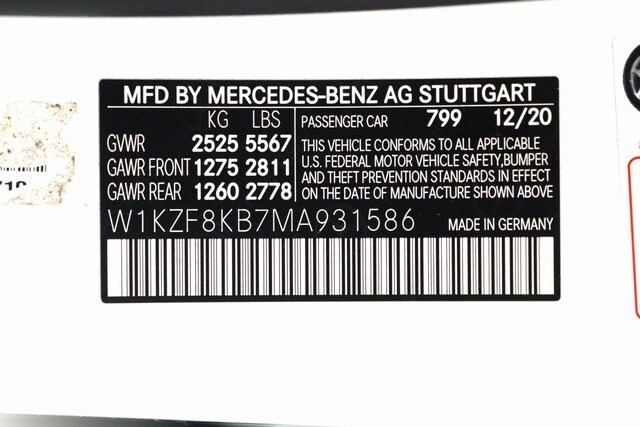 MFD BY MERCEDES-BENZ AG STUTTGART
KG LBS
GVWR 2525 5567
GAWR FRONT 1275 2811
GAWR REAR 1260 2778
PASSENGER CAR 799 12/20
THIS VEHICLE CONFORMS TO ALL APPLICABLE
U.S. FEDERAL MOTOR VEHICLE SAFETY,BUMPER
AND THEFT PREVENTION STANDARDS IN EFFECT
ON THE DATE OF MANUFACTURE SHOWN ABOVE
W1KZF8KB7MA931586 MADE IN GERMANY